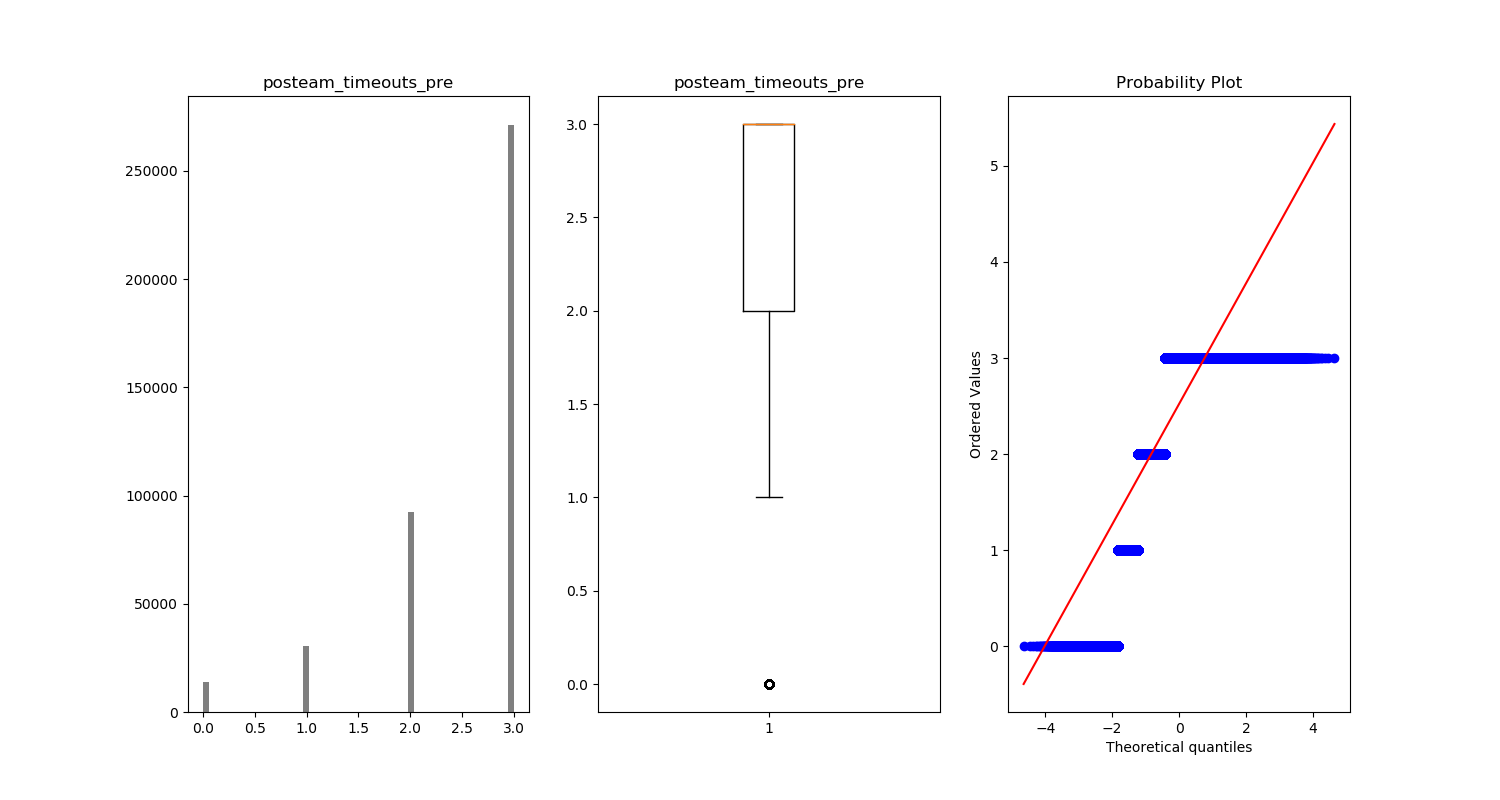 posteam_timeouts_pre
250000
200000
150000
100000
50000
0
0.0 0.5 1.0 1.5 2.0 2.5 3.0
posteam_timeouts_pre
3.0
2.5
2.0
1.5
1.0
0.5
0.0
1
Probability Plot
Ordered Values
5
4
3
2
1
0
−4 −2 0 2 4
Theoretical quantiles